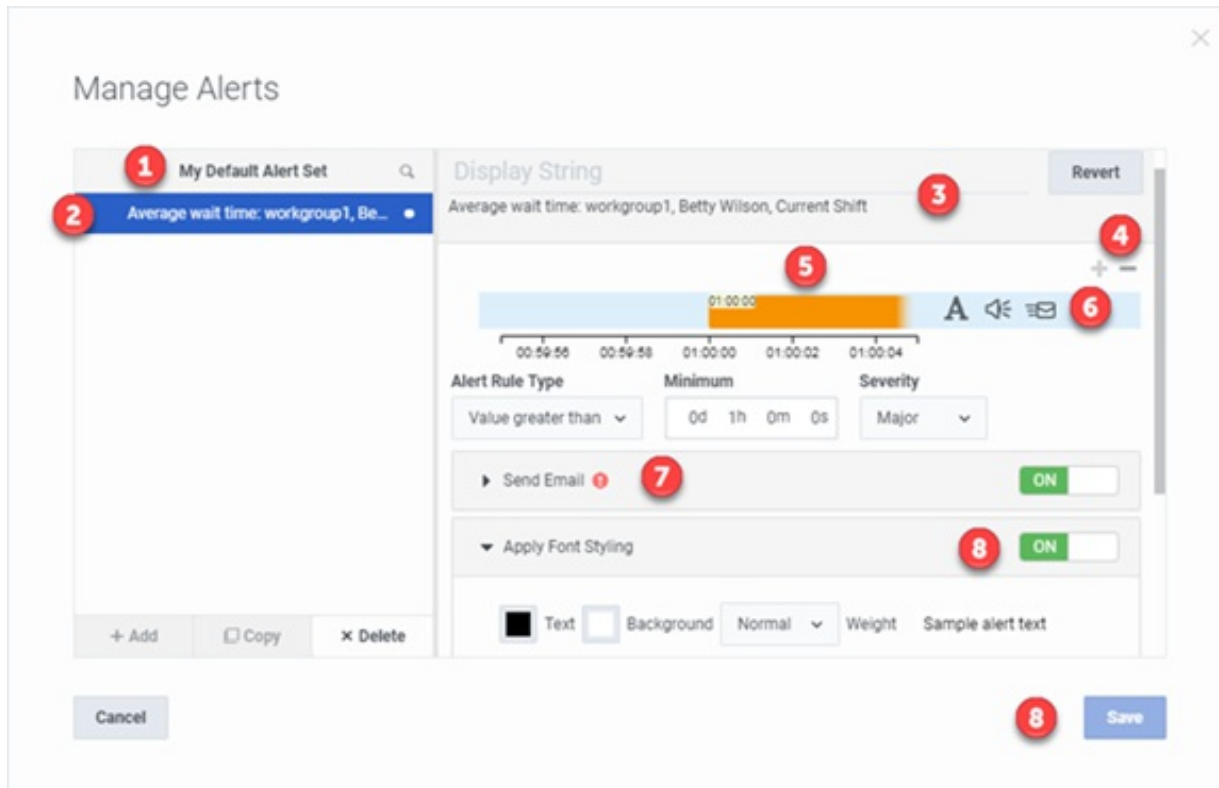 Manage Alerts
1 My Default Alert Set
2 Average wait time: workgroup1, Be...
Display String
Revert
Average wait time: workgroup1, Betty Wilson, Current Shift
3
4
5
+ −
01:00:00
A
6
00:59:56 00:59:58 01:00:00 01:00:02 01:00:04
Alert Rule Type Minimum Severity
Value greater than 0d 1h 0m 0s Major
Send Email ! 7 ON
Apply Font Styling 8 ON
Text Background Normal Weight Sample alert text
+ Add Copy × Delete
Cancel 8 Save